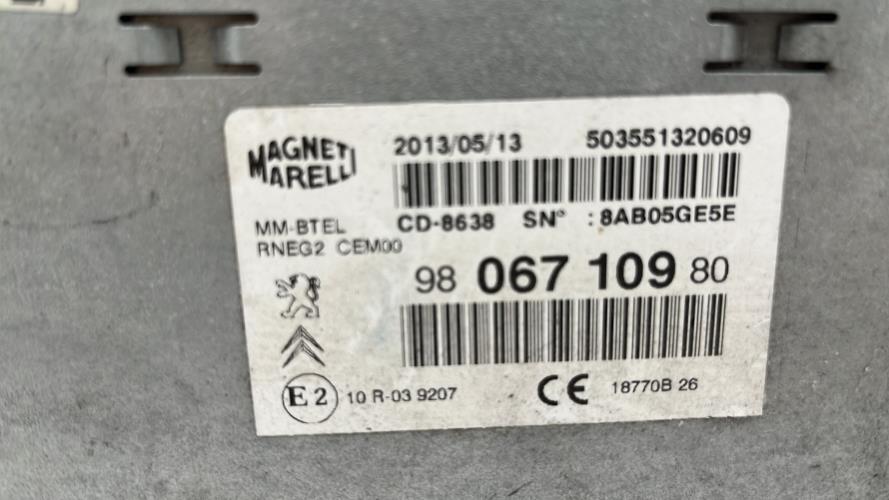 MAGNETI
MARELLI
2013/05/13 503551320609
MM-BTEL CD-8638 SN° :8AB05GE5E
RNEG2 CEM00
98 067 109 80
E2 10 R-03 9207 CE 18770B 26